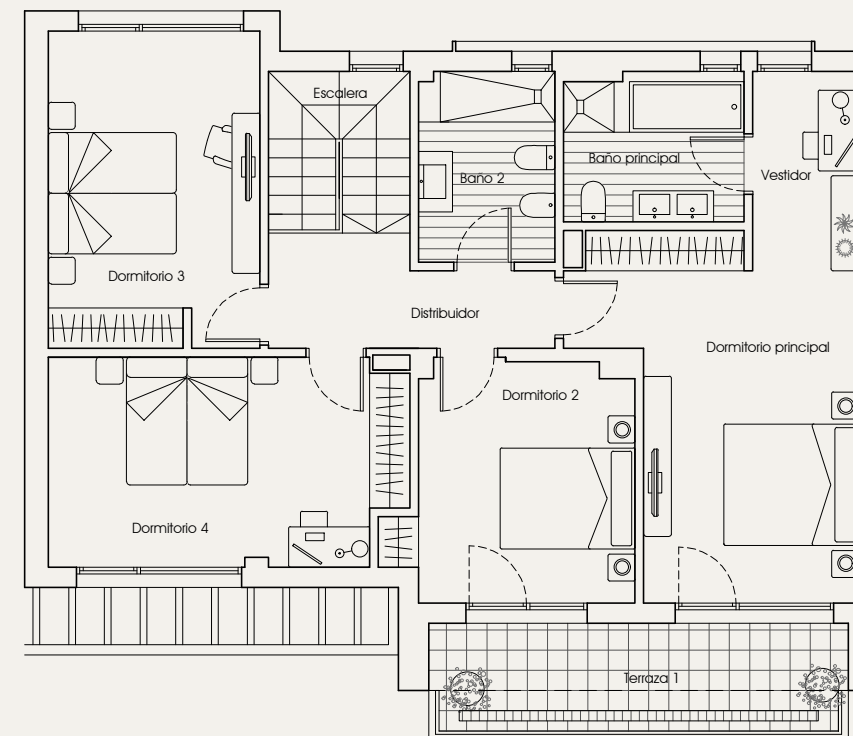 Escalera
Baño principal
Baño 2
Vestidor
Dormitorio 3
Distribuidor
Dormitorio principal
Dormitorio 2
Dormitorio 4
Terraza 1